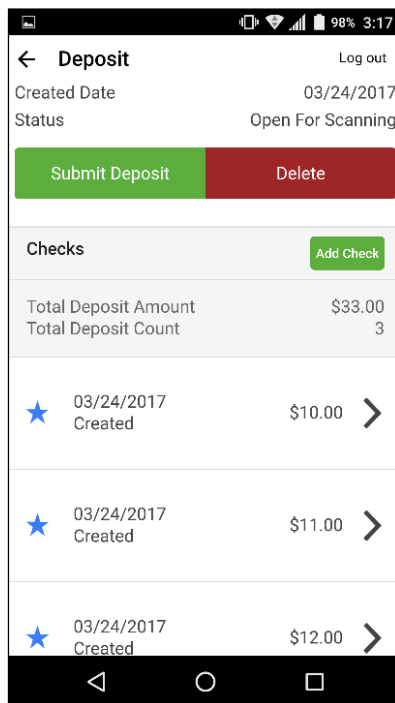 98% 3:17
Deposit Log out
Created Date 03/24/2017
Status Open For Scanning
Submit Deposit Delete
Checks Add Check
Total Deposit Amount $33.00
Total Deposit Count 3
03/24/2017
Created $10.00
03/24/2017
Created $11.00
03/24/2017
Created $12.00